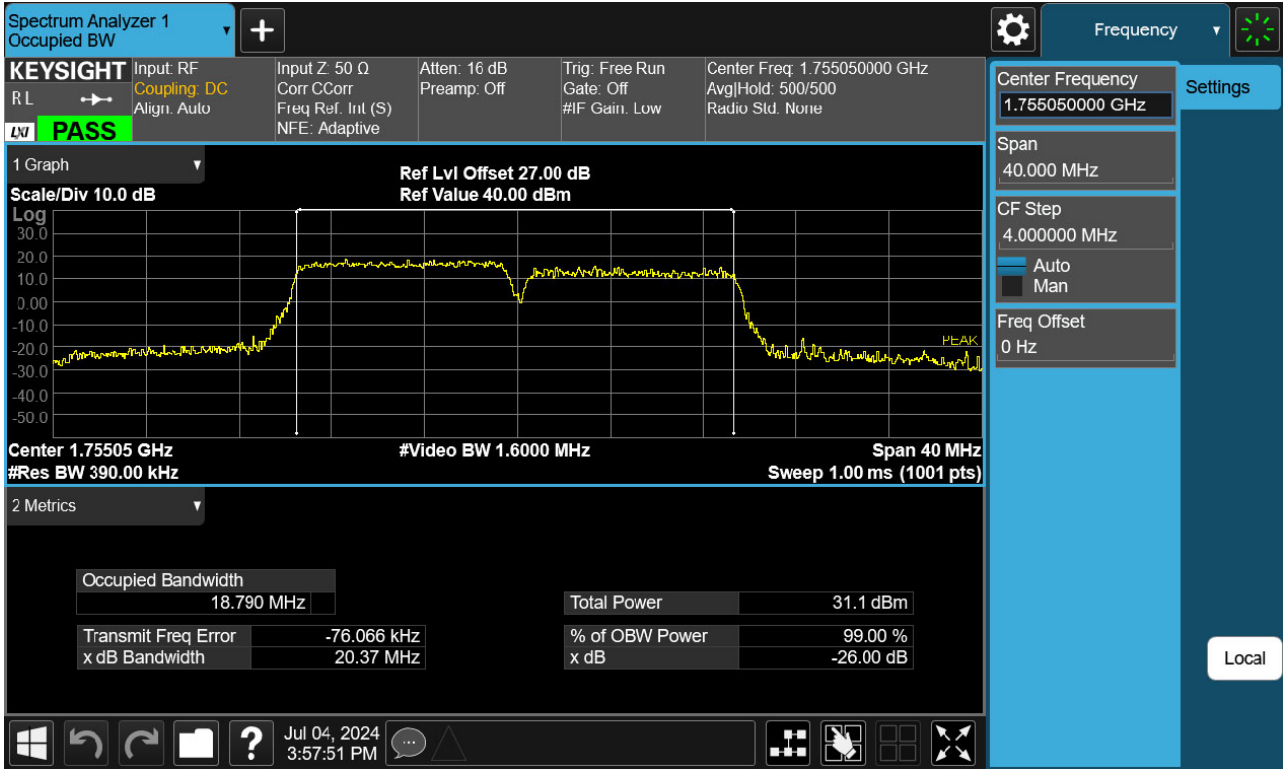 Spectrum Analyzer 1
Occupied BW
Frequency
KEYSIGHT
RL
LXI
PASS
Input: RF
Coupling: DC
Align: Auto
Input Z: 50 Ω
Corr CCorr
Freq Ref: Int (S)
NFE: Adaptive
Atten: 16 dB
Preamp: Off
Trig: Free Run
Gate: Off
#IF Gain: Low
Center Freq: 1.755050000 GHz
Avg|Hold: 500/500
Radio Std: None
1 Graph
Scale/Div 10.0 dB
Ref Lvl Offset 27.00 dB
Ref Value 40.00 dBm
Log
30.0
20.0
10.0
0.00
-10.0
-20.0
-30.0
-40.0
-50.0
PEAK
Center 1.75505 GHz
#Video BW 1.6000 MHz
Span 40 MHz
#Res BW 390.00 kHz
Sweep 1.00 ms (1001 pts)
2 Metrics
Occupied Bandwidth
18.790 MHz
Total Power 31.1 dBm
Transmit Freq Error -76.066 kHz
% of OBW Power 99.00 %
x dB Bandwidth 20.37 MHz
x dB -26.00 dB
Center Frequency
1.755050000 GHz
Settings
Span
40.000 MHz
CF Step
4.000000 MHz
Auto
Man
Freq Offset
0 Hz
Local
?
Jul 04, 2024
3:57:51 PM